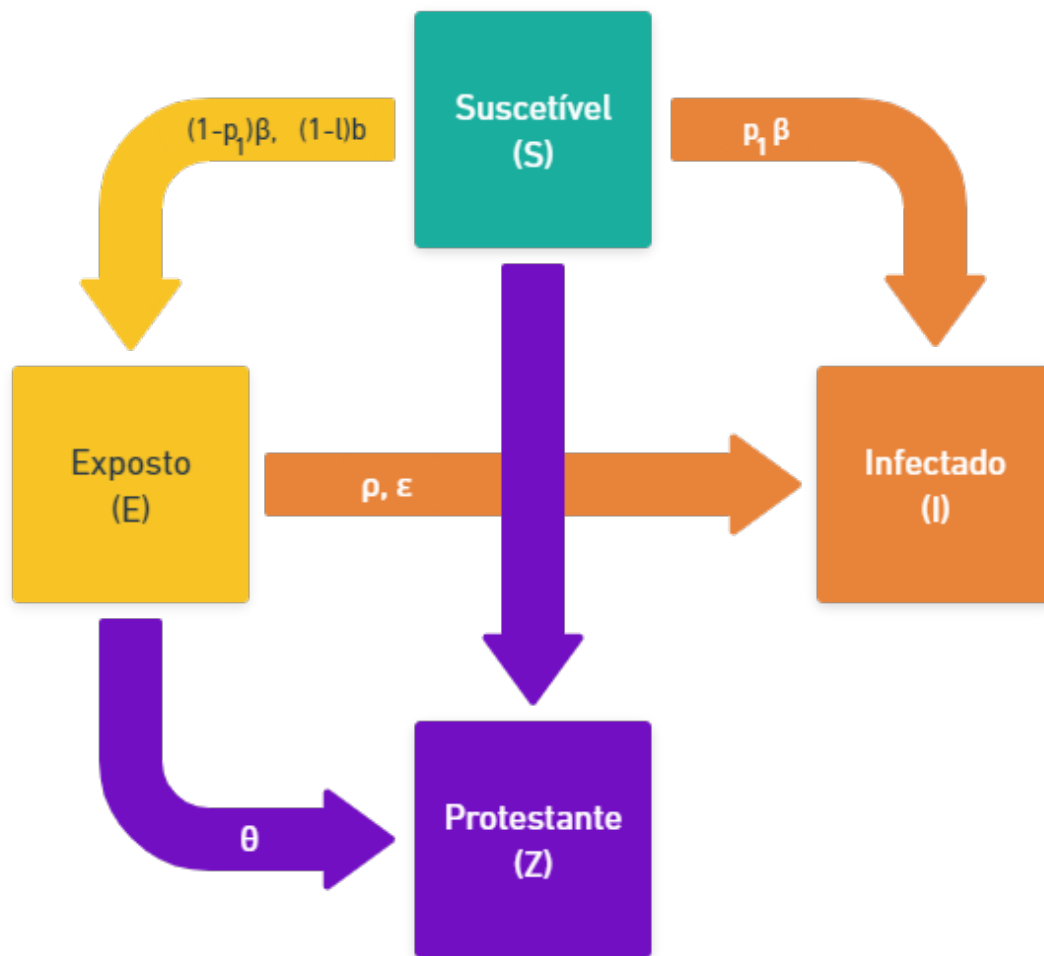 Suscetível
(S)
(1-p₁)β, (1-l)b
p₁ β
Exposto
(E)
ρ, ε
Infectado
(I)
θ
Protestante
(Z)